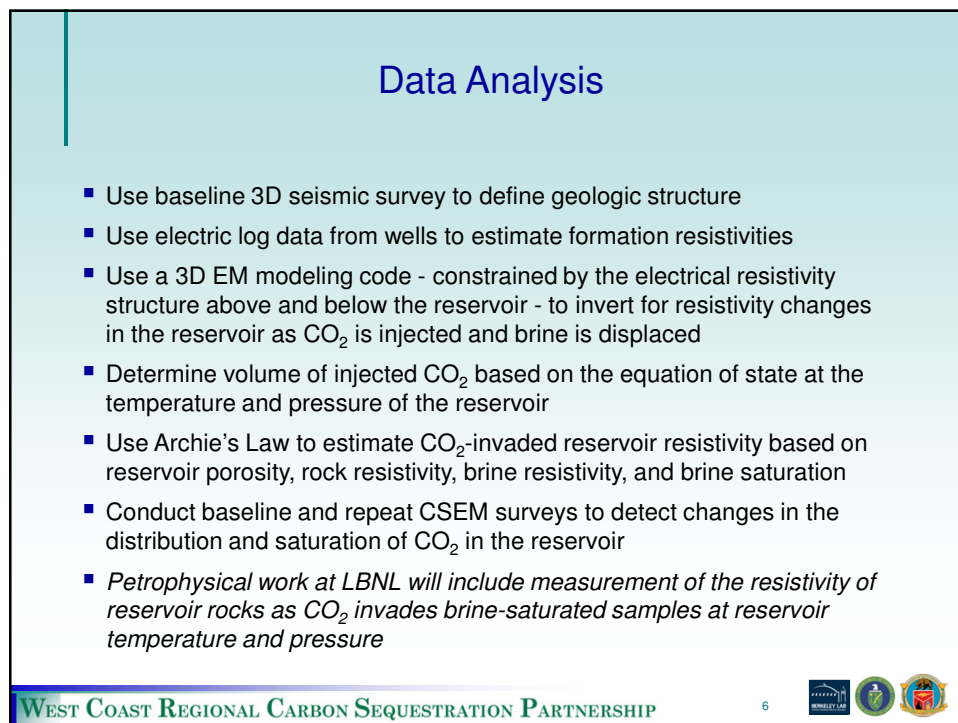 Data Analysis
▪ Use baseline 3D seismic survey to define geologic structure
▪ Use electric log data from wells to estimate formation resistivities
▪ Use a 3D EM modeling code - constrained by the electrical resistivity
structure above and below the reservoir - to invert for resistivity changes
in the reservoir as CO₂ is injected and brine is displaced
▪ Determine volume of injected CO₂ based on the equation of state at the
temperature and pressure of the reservoir
▪ Use Archie's Law to estimate CO₂-invaded reservoir resistivity based on
reservoir porosity, rock resistivity, brine resistivity, and brine saturation
▪ Conduct baseline and repeat CSEM surveys to detect changes in the
distribution and saturation of CO₂ in the reservoir
▪ Petrophysical work at LBNL will include measurement of the resistivity of
reservoir rocks as CO₂ invades brine-saturated samples at reservoir
temperature and pressure
WEST COAST REGIONAL CARBON SEQUESTRATION PARTNERSHIP
6
BERKELEY LAB